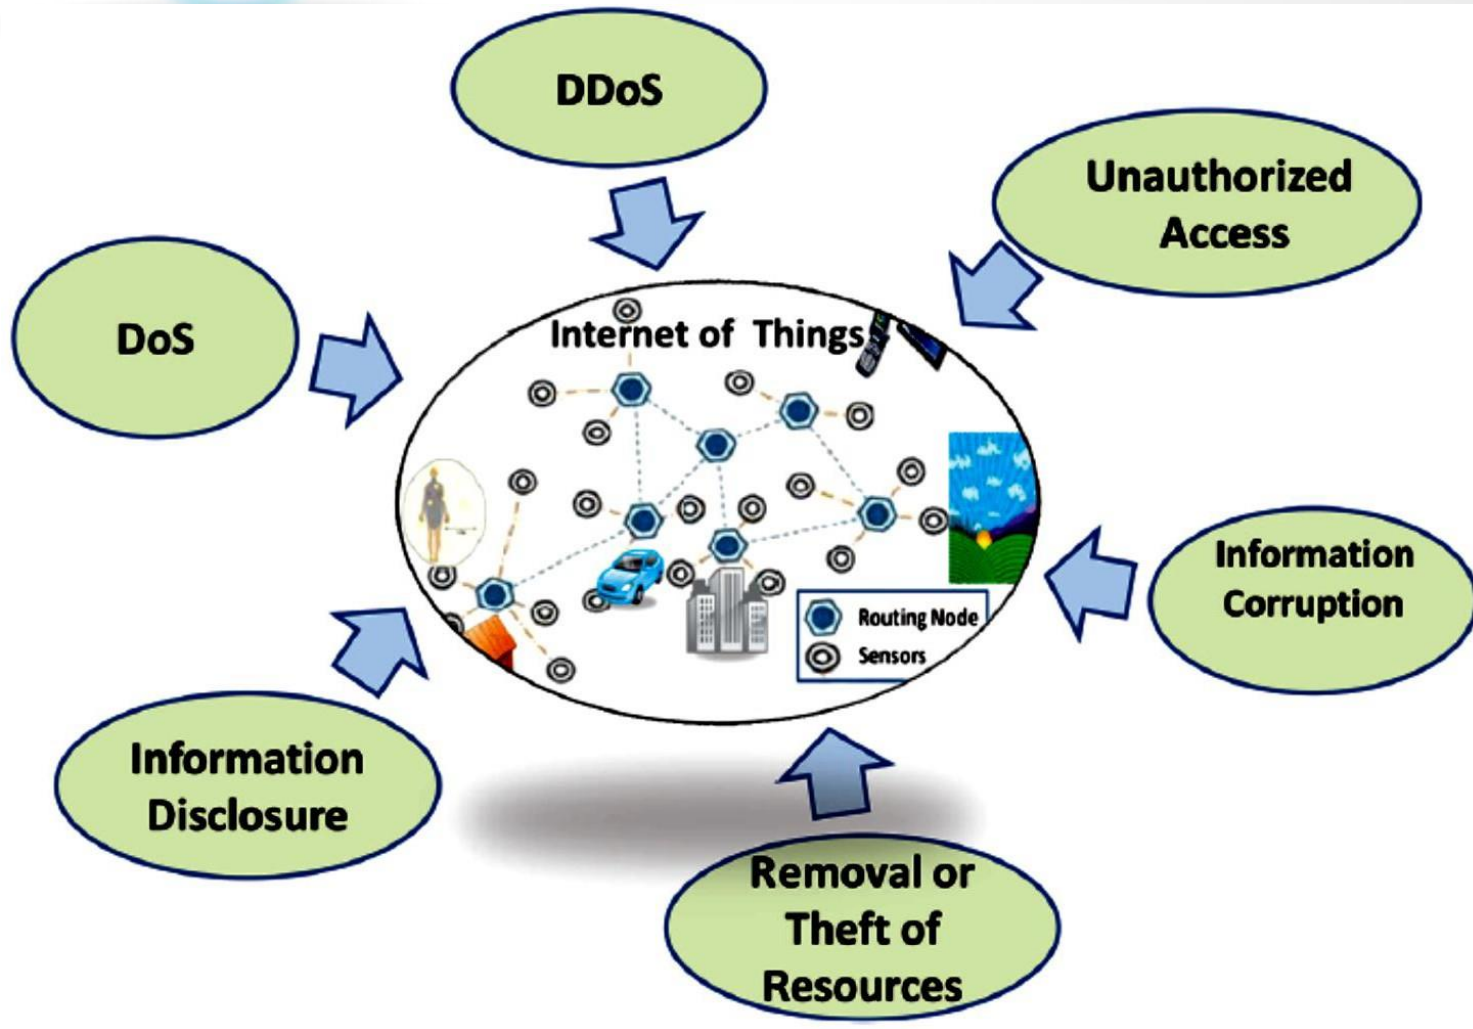 DDoS
Unauthorized
Access
DoS
Internet of Things
Information
Corruption
Routing Node
Sensors
Information
Disclosure
Removal or
Theft of
Resources